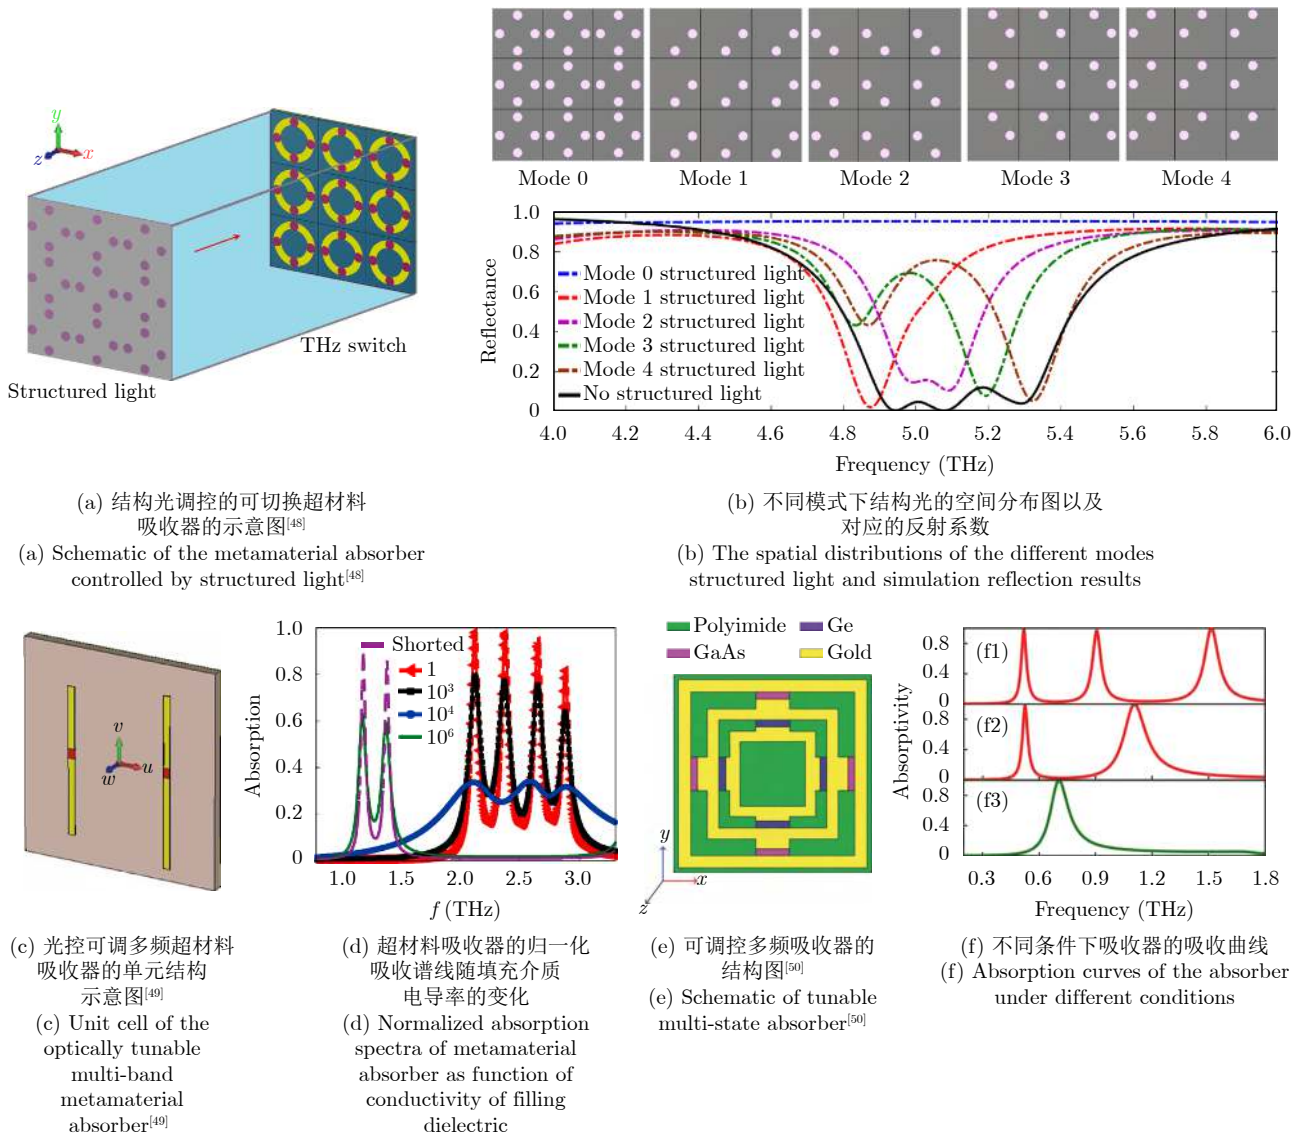 y
z
x
Structured light
THz switch
Mode 0
Mode 1
Mode 2
Mode 3
Mode 4
1.0
0.8
0.6
0.4
0.2
0
Reflectance
Mode 0 structured light
Mode 1 structured light
Mode 2 structured light
Mode 3 structured light
Mode 4 structured light
No structured light
4.0 4.2 4.4 4.6 4.8 5.0 5.2 5.4 5.6 5.8 6.0
Frequency (THz)
(a) 结构光调控的可切换超材料
吸收器的示意图[48]
(a) Schematic of the metamaterial absorber
controlled by structured light[48]
(b) 不同模式下结构光的空间分布图以及
对应的反射系数
(b) The spatial distributions of the different modes
structured light and simulation reflection results
v
w
u
1.0
0.8
0.6
0.4
0.2
0
Absorption
Shorted
1
10³
10⁴
10⁶
1.0 1.5 2.0 2.5 3.0
f (THz)
Polyimide
Ge
GaAs
Gold
y
x
z
(f1)
(f2)
(f3)
0.8
0.4
0
0.8
0.4
0
0.8
0.4
0
Absorptivity
0.3 0.6 0.9 1.2 1.5 1.8
Frequency (THz)
(c) 光控可调多频超材料
吸收器的单元结构
示意图[49]
(c) Unit cell of the
optically tunable
multi-band
metamaterial
absorber[49]
(d) 超材料吸收器的归一化
吸收谱线随填充介质
电导率的变化
(d) Normalized absorption
spectra of metamaterial
absorber as function of
conductivity of filling
dielectric
(e) 可调控多频吸收器的
结构图[50]
(e) Schematic of tunable
multi-state absorber[50]
(f) 不同条件下吸收器的吸收曲线
(f) Absorption curves of the absorber
under different conditions